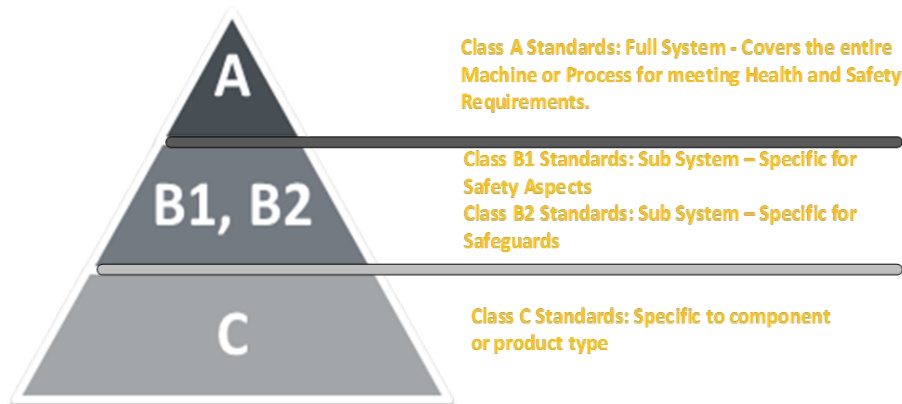 A
Class A Standards: Full System - Covers the entire
Machine or Process for meeting Health and Safety
Requirements.
B1, B2
Class B1 Standards: Sub System – Specific for
Safety Aspects
Class B2 Standards: Sub System – Specific for
Safeguards
C
Class C Standards: Specific to component
or product type